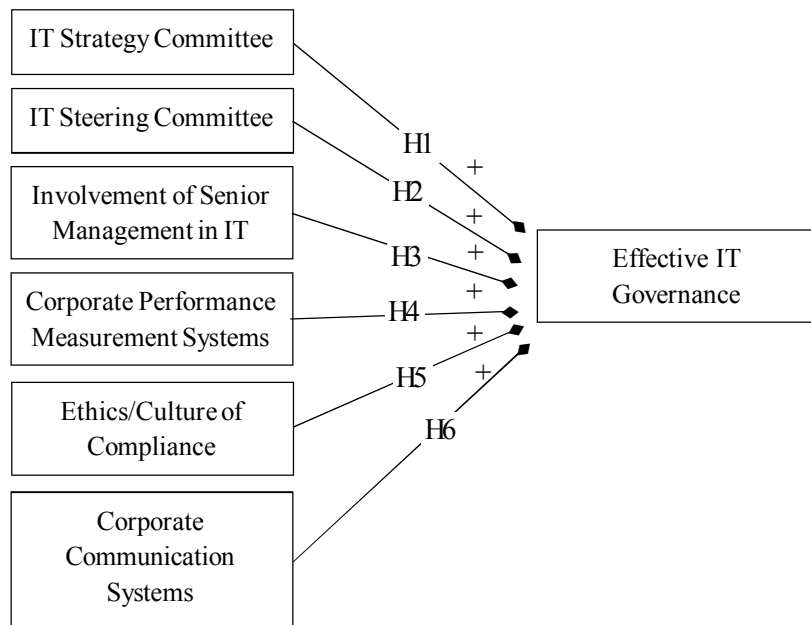 IT Strategy Committee
IT Steering Committee
Involvement of Senior
Management in IT
Corporate Performance
Measurement Systems
Ethics/Culture of
Compliance
Corporate
Communication
Systems
H1
+
H2
+
H3
+
H4
+
H5
+
H6
+
Effective IT
Governance